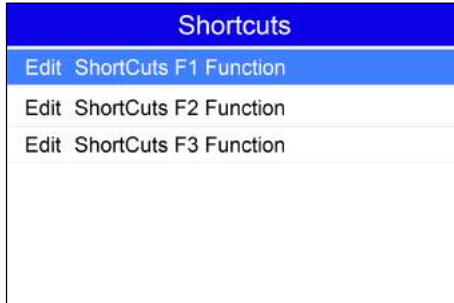 Shortcuts
Edit ShortCuts F1 Function
Edit ShortCuts F2 Function
Edit ShortCuts F3 Function